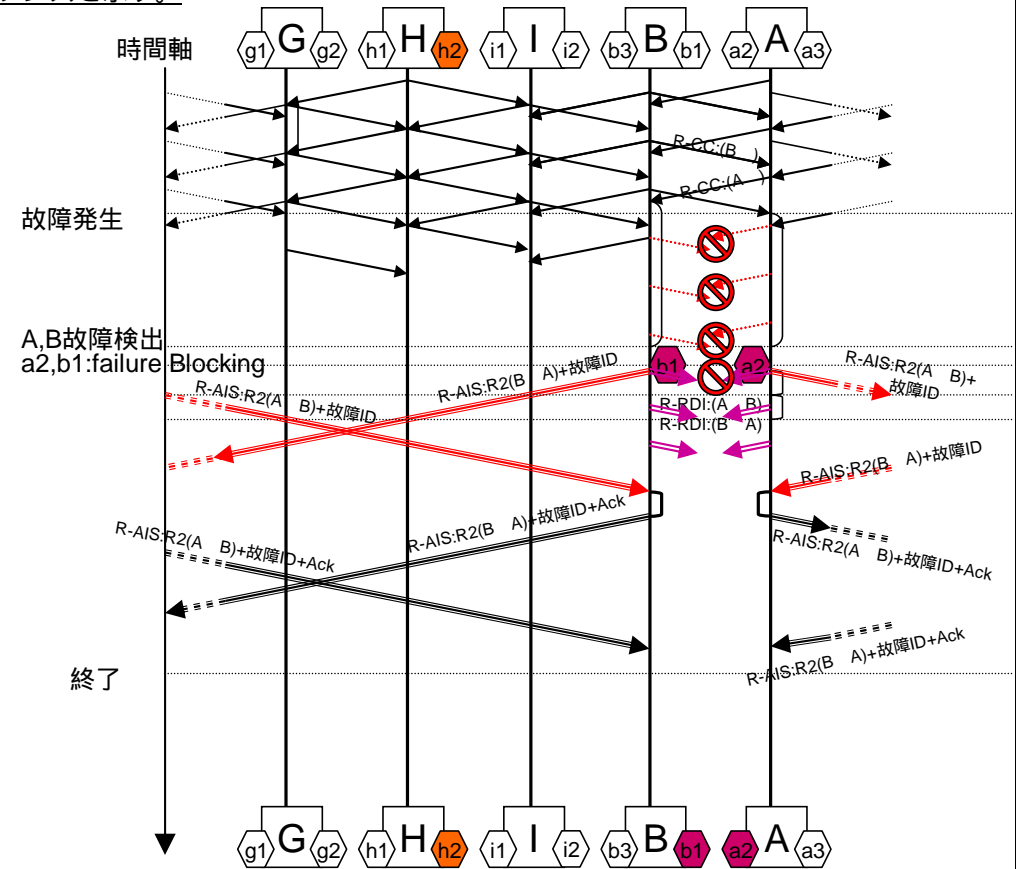 時間軸
g1 G g2
h1 H h2
i1 I i2
b3 B b1
a2 A a3
R-CC:(B )
R-CC:(A )
故障発生
A,B故障検出
a2,b1:failure Blocking
b1
a2
R-AIS:R2(A B)+故障ID
R-AIS:R2(B A)+故障ID
R-AIS:R2(A B)+
故障ID
R-RDI:(A B)
R-RDI:(B A)
R-AIS:R2(B A)+故障ID
R-AIS:R2(A B)+故障ID+Ack
R-AIS:R2(B A)+故障ID+Ack
R-AIS:R2(A B)+故障ID+Ack
R-AIS:R2(B A)+故障ID+Ack
終了
g1 G g2
h1 H h2
i1 I i2
b3 B b1
a2 A a3